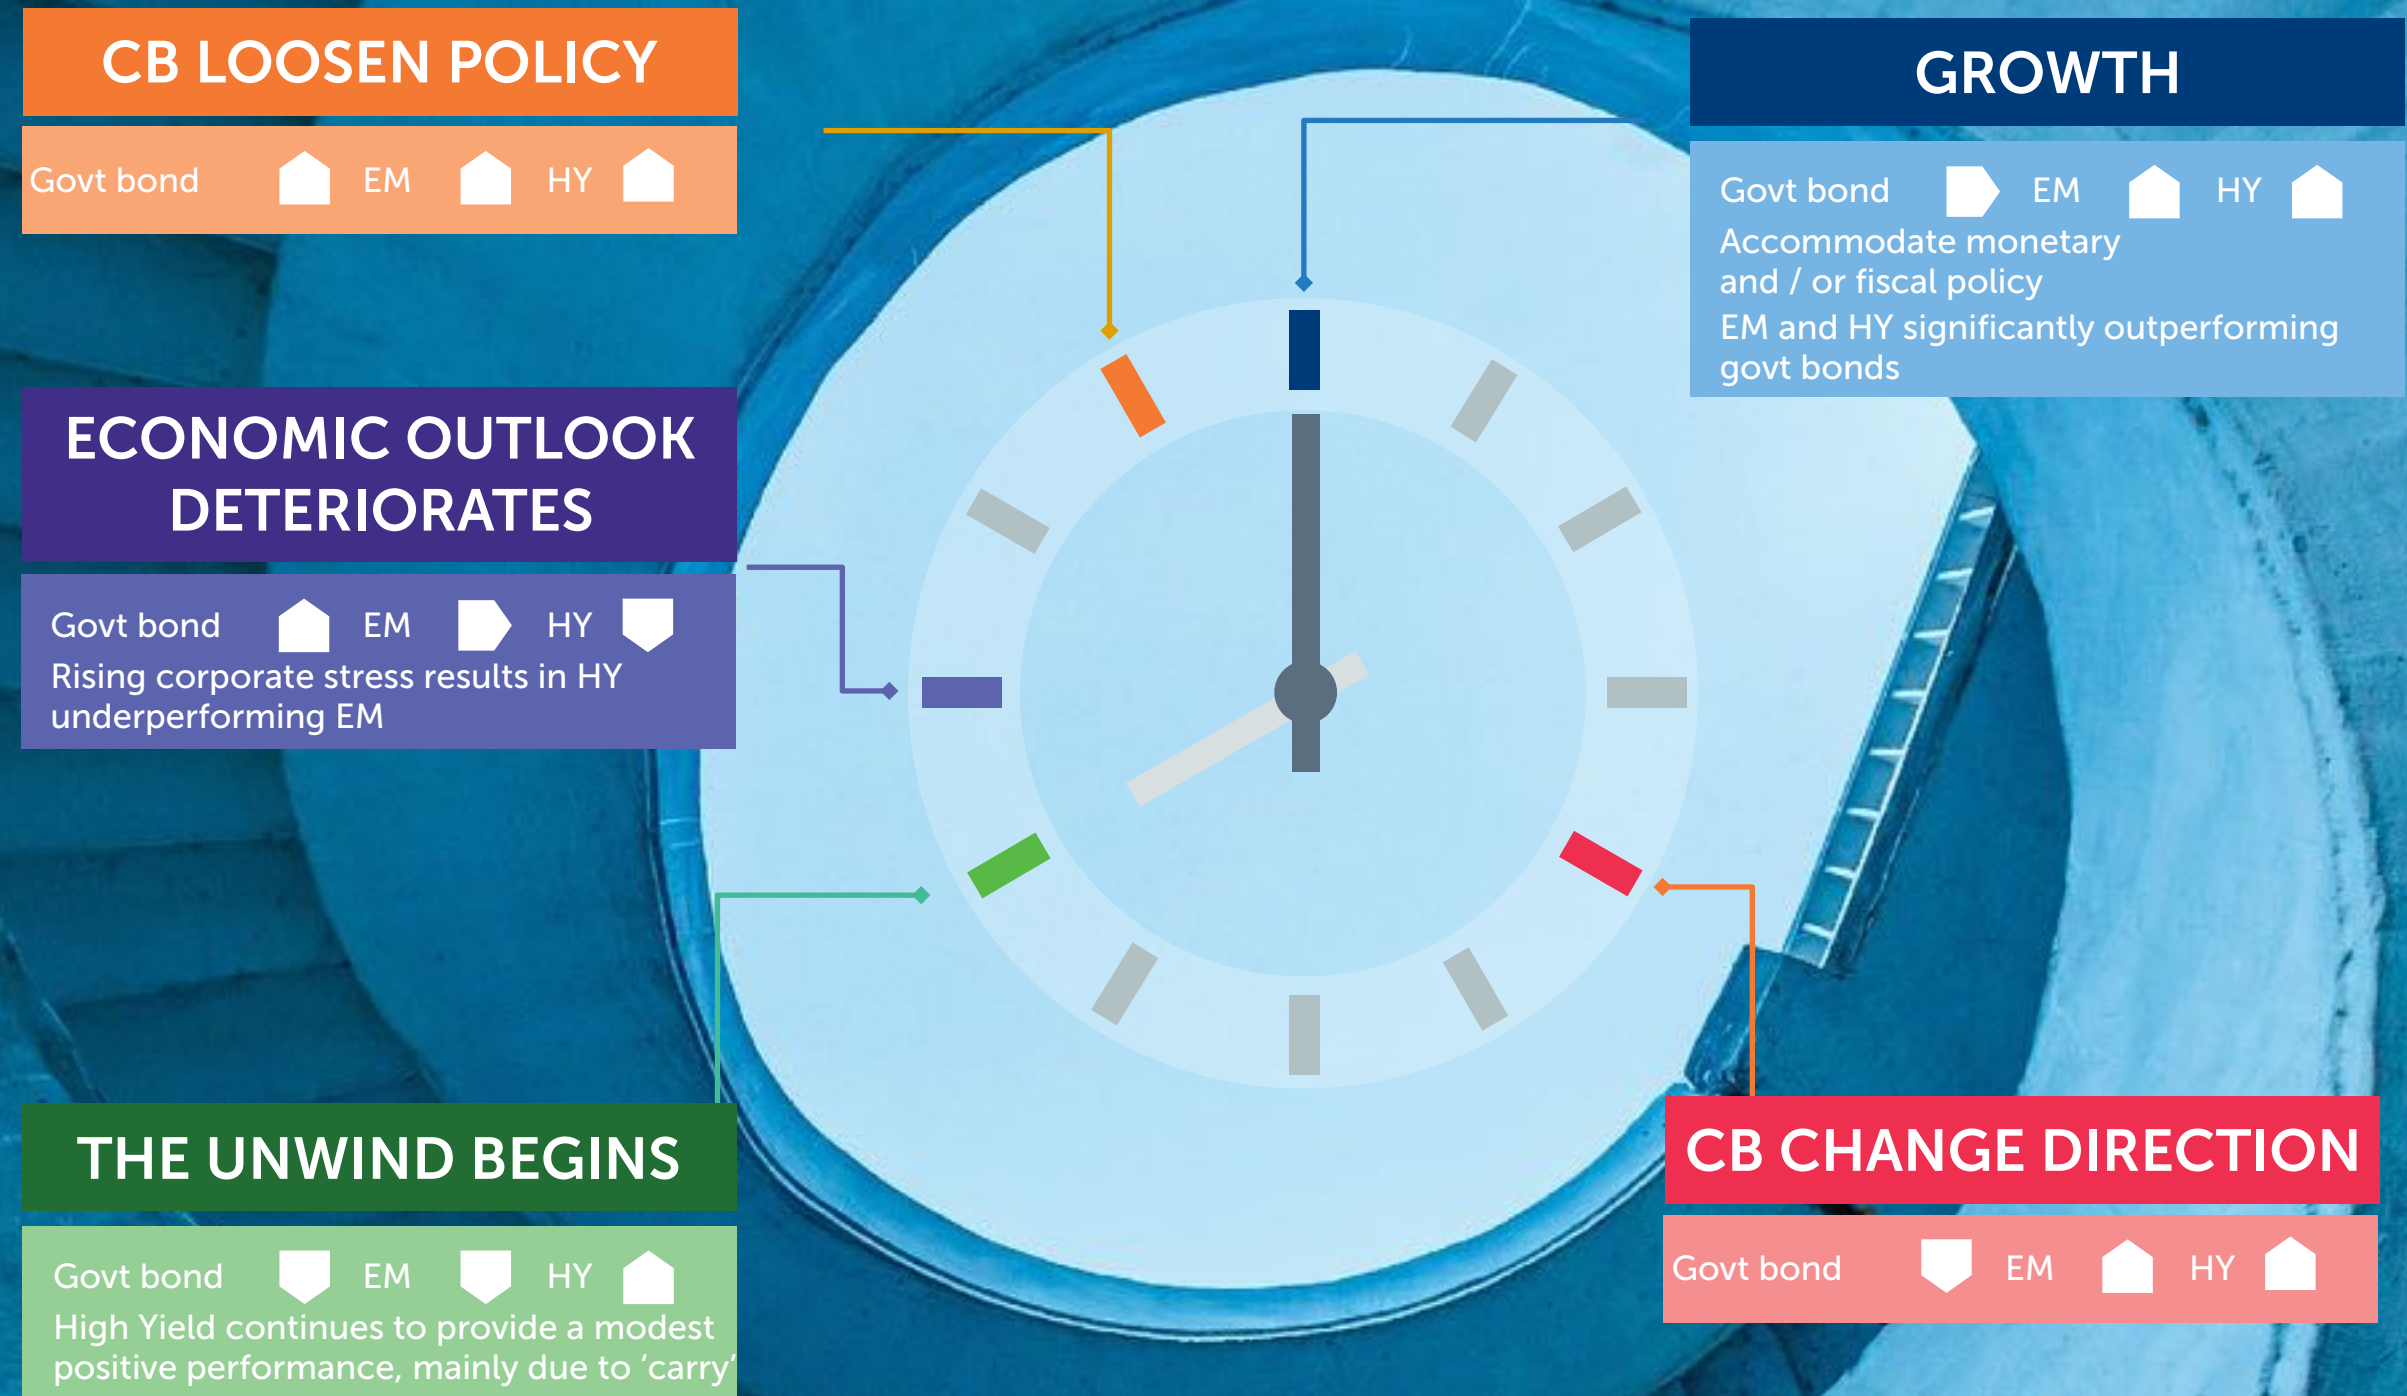 CB LOOSEN POLICY
Govt bond EM HY
ECONOMIC OUTLOOK
DETERIORATES
Govt bond EM HY
Rising corporate stress results in HY
underperforming EM
THE UNWIND BEGINS
Govt bond EM HY
High Yield continues to provide a modest
positive performance, mainly due to ‘carry’
GROWTH
Govt bond EM HY
Accommodate monetary
and / or fiscal policy
EM and HY significantly outperforming
govt bonds
CB CHANGE DIRECTION
Govt bond EM HY